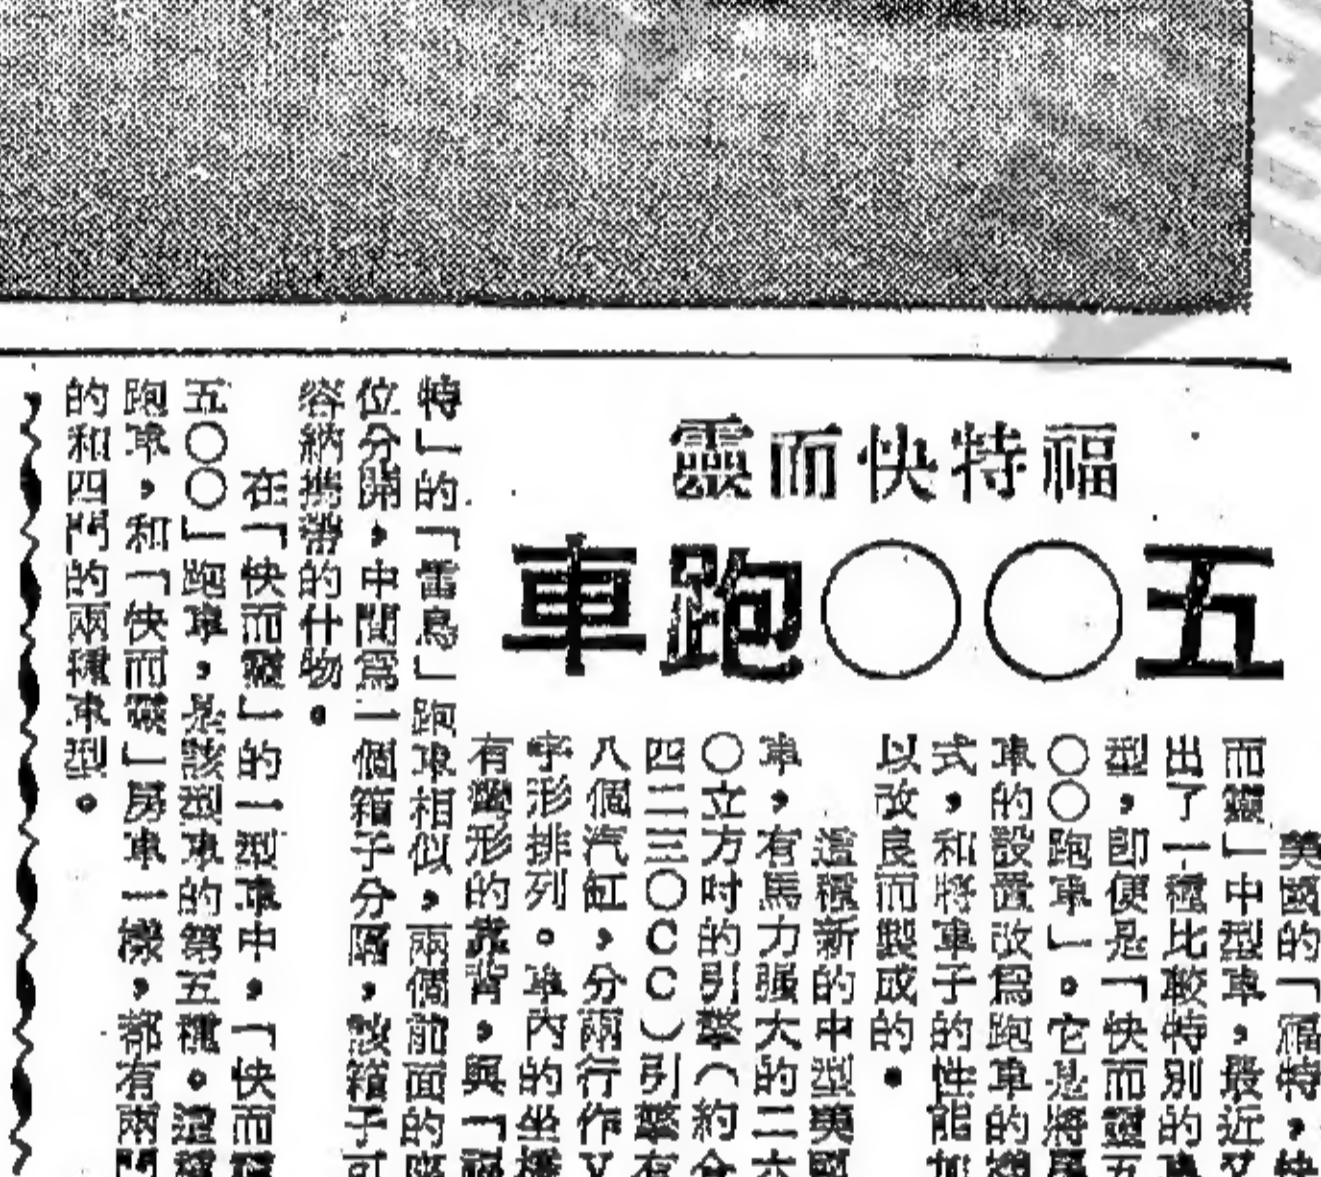 福特快而靈
五〇〇跑車
美國的「福特，快
而靈」中型車，最近又
出了一種比較特別的車
型，即便是「快而靈五
〇〇跑車」。它是將房
車的設置改爲跑車的
式，和將車子的性能加
以改良而製成的。
這種新的中型美國
車，有馬力强大的二六
〇立方吋的引擎（約合
四二三〇CC）引擎有
八個汽缸，分兩行作V
字形排列。車內的坐椅
有彎形的靠背，與「福
特」的「雷鳥」跑車相似，兩個前面的座
位分開，中間爲一個箱子分隔，該箱子可
容納携帶的什物。
在「快而靈」的一型車中，「快而靈
五〇〇」跑車，是該型車的第五種。這種
跑車，和「快而靈」房車一樣，都有兩門
的和四門的兩種車型。